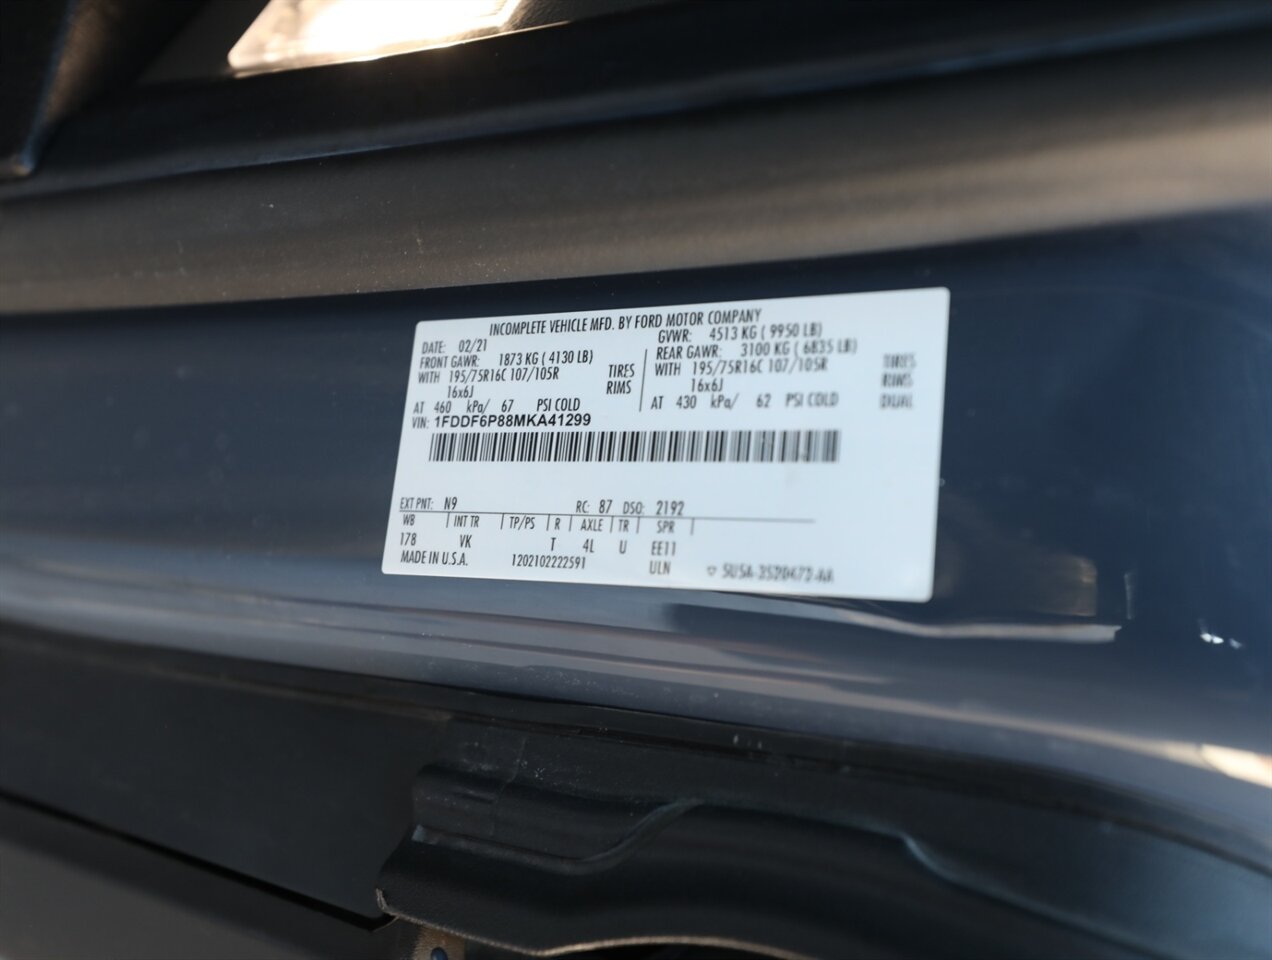 INCOMPLETE VEHICLE MFD. BY FORD MOTOR COMPANY
DATE: 02/21 GVWR: 4513 KG ( 9950 LB)
FRONT GAWR: 1873 KG ( 4130 LB) REAR GAWR: 3100 KG ( 6835 LB)
WITH 195/75R16C 107/105R TIRES WITH 195/75R16C 107/105R TIRES
16x6J RIMS 16x6J RIMS
AT 460 kPa/ 67 PSI COLD AT 430 kPa/ 62 PSI COLD DUAL
VIN: 1FDDF6P88MKA41299
EXT PNT: N9 RC: 87 DSO: 2192
WB INT TR TP/PS R AXLE TR SPR
178 VK T 4L U EE11
MADE IN U.S.A. 1202102222591 ULN